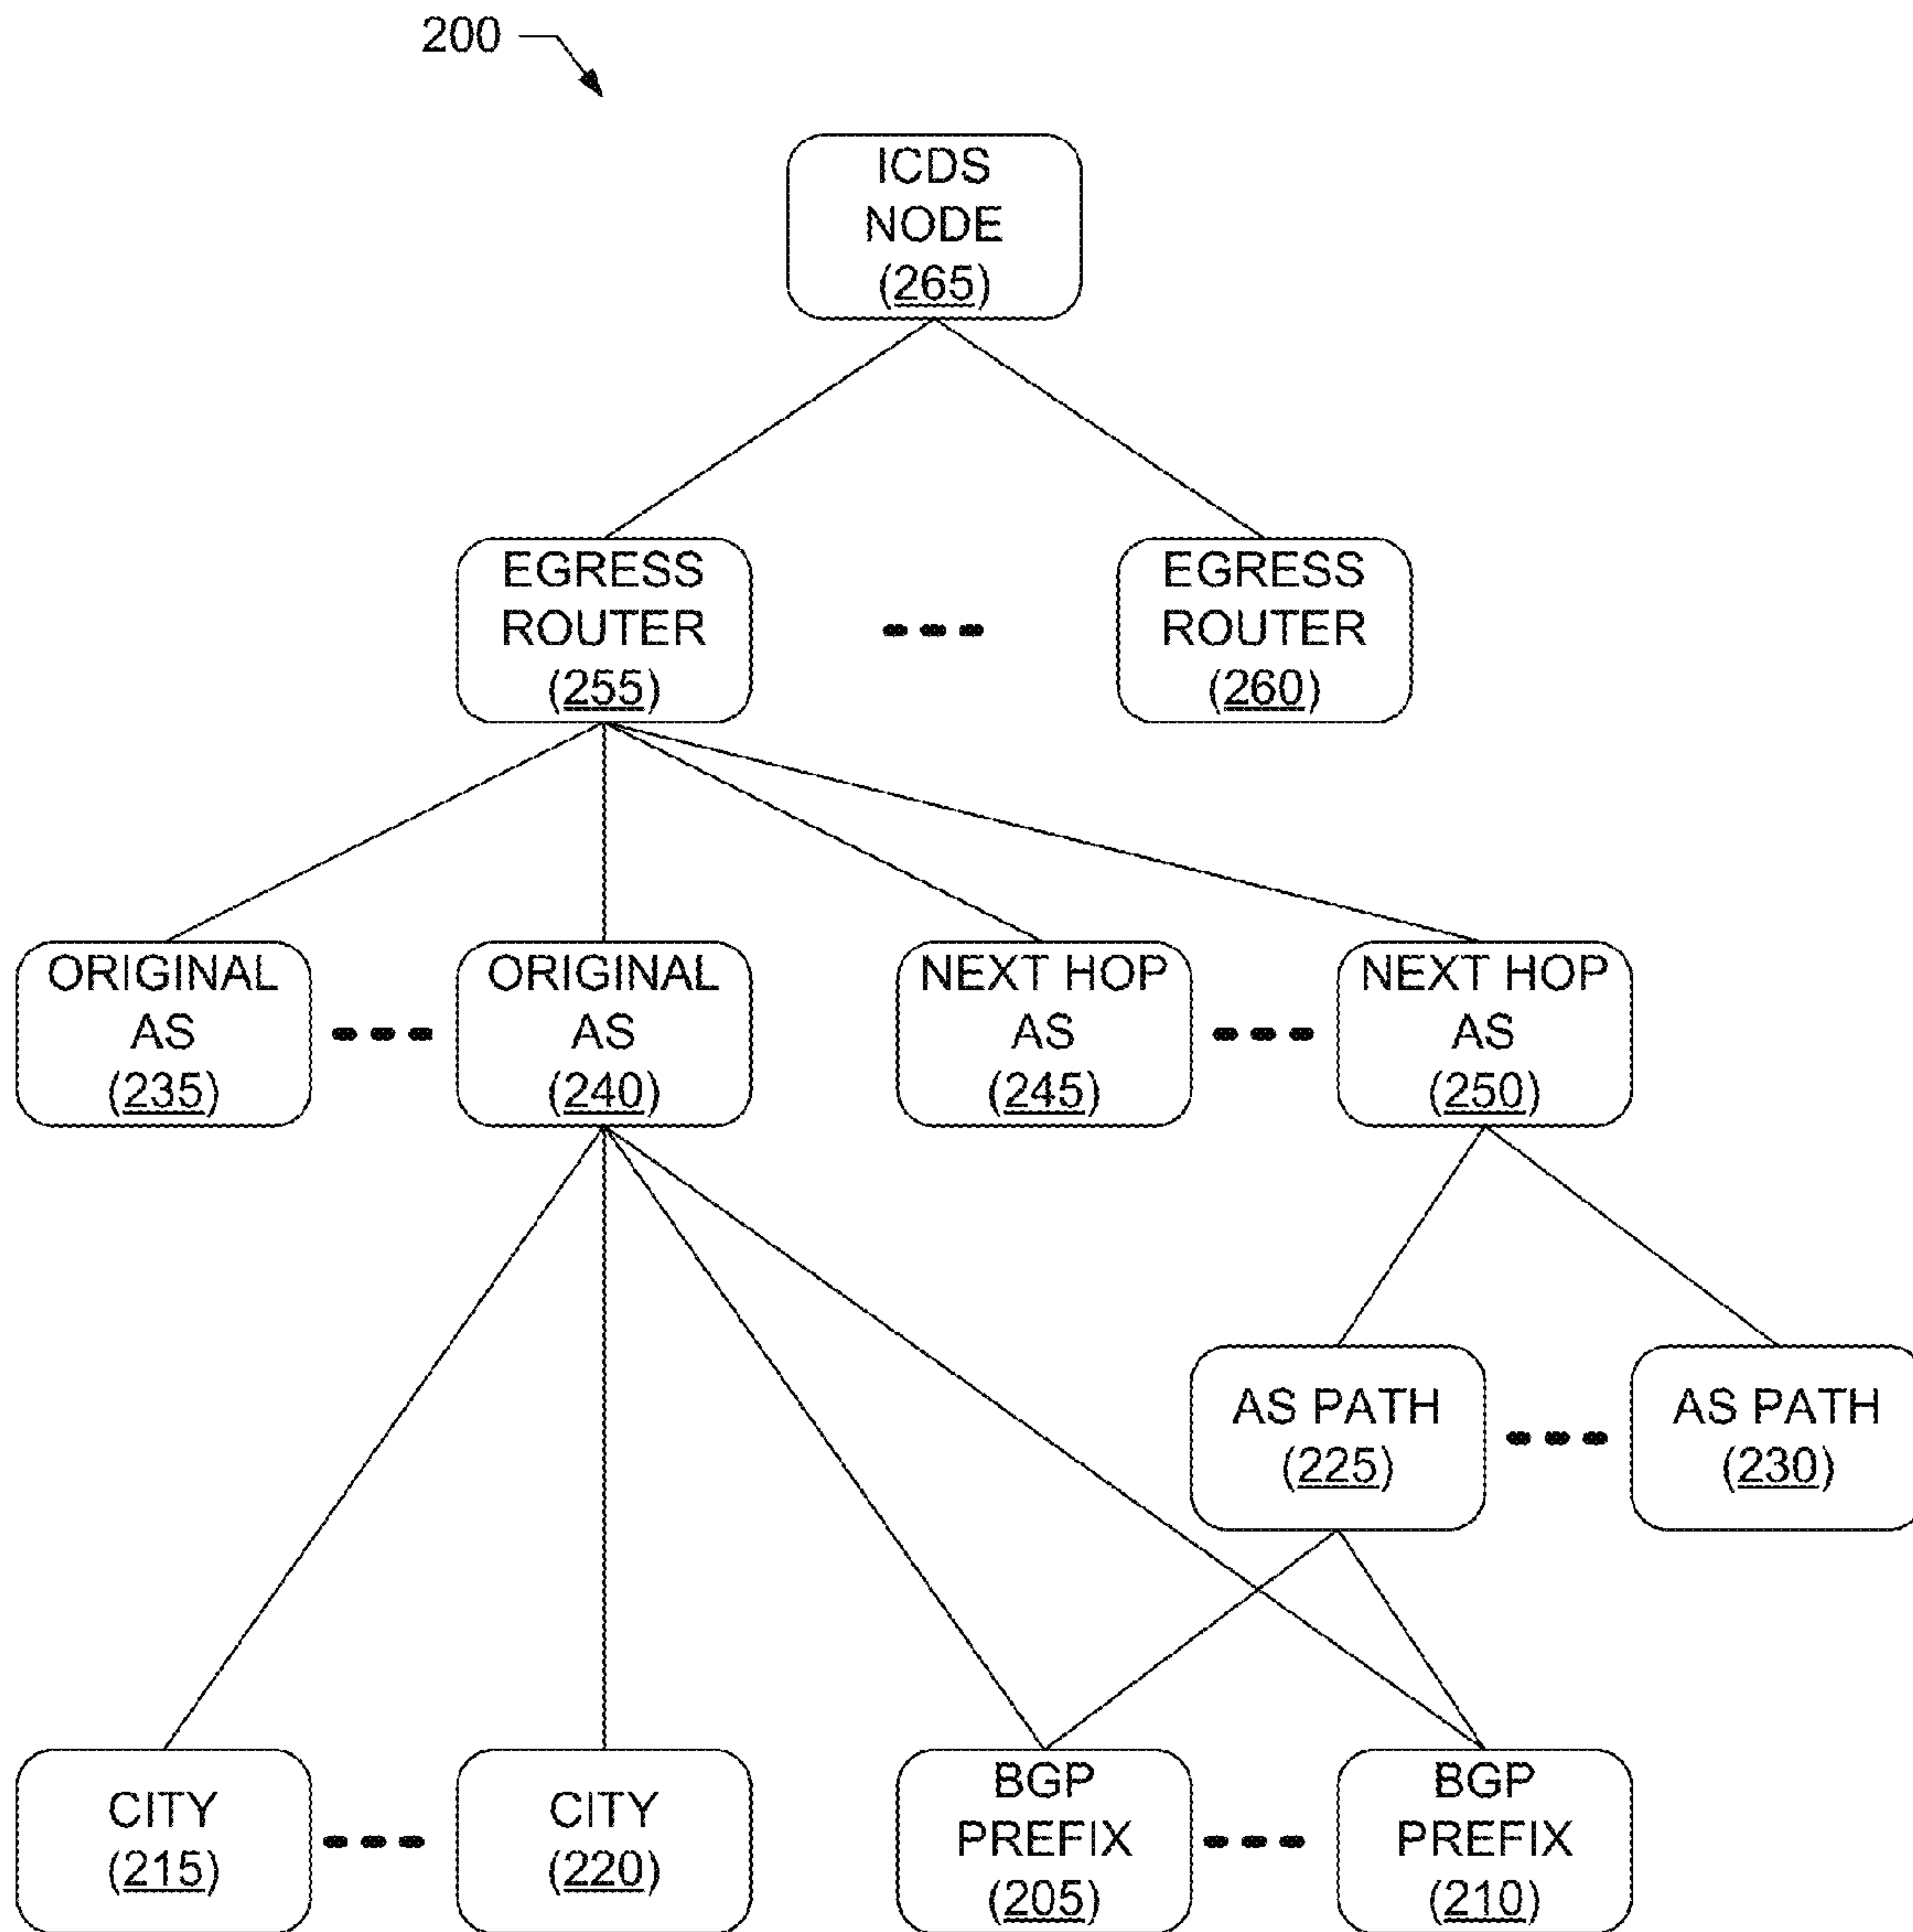 200
ICDS
NODE
(265)
EGRESS
ROUTER
(255)
EGRESS
ROUTER
(260)
ORIGINAL
AS
(235)
ORIGINAL
AS
(240)
NEXT HOP
AS
(245)
NEXT HOP
AS
(250)
AS PATH
(225)
AS PATH
(230)
CITY
(215)
CITY
(220)
BGP
PREFIX
(205)
BGP
PREFIX
(210)